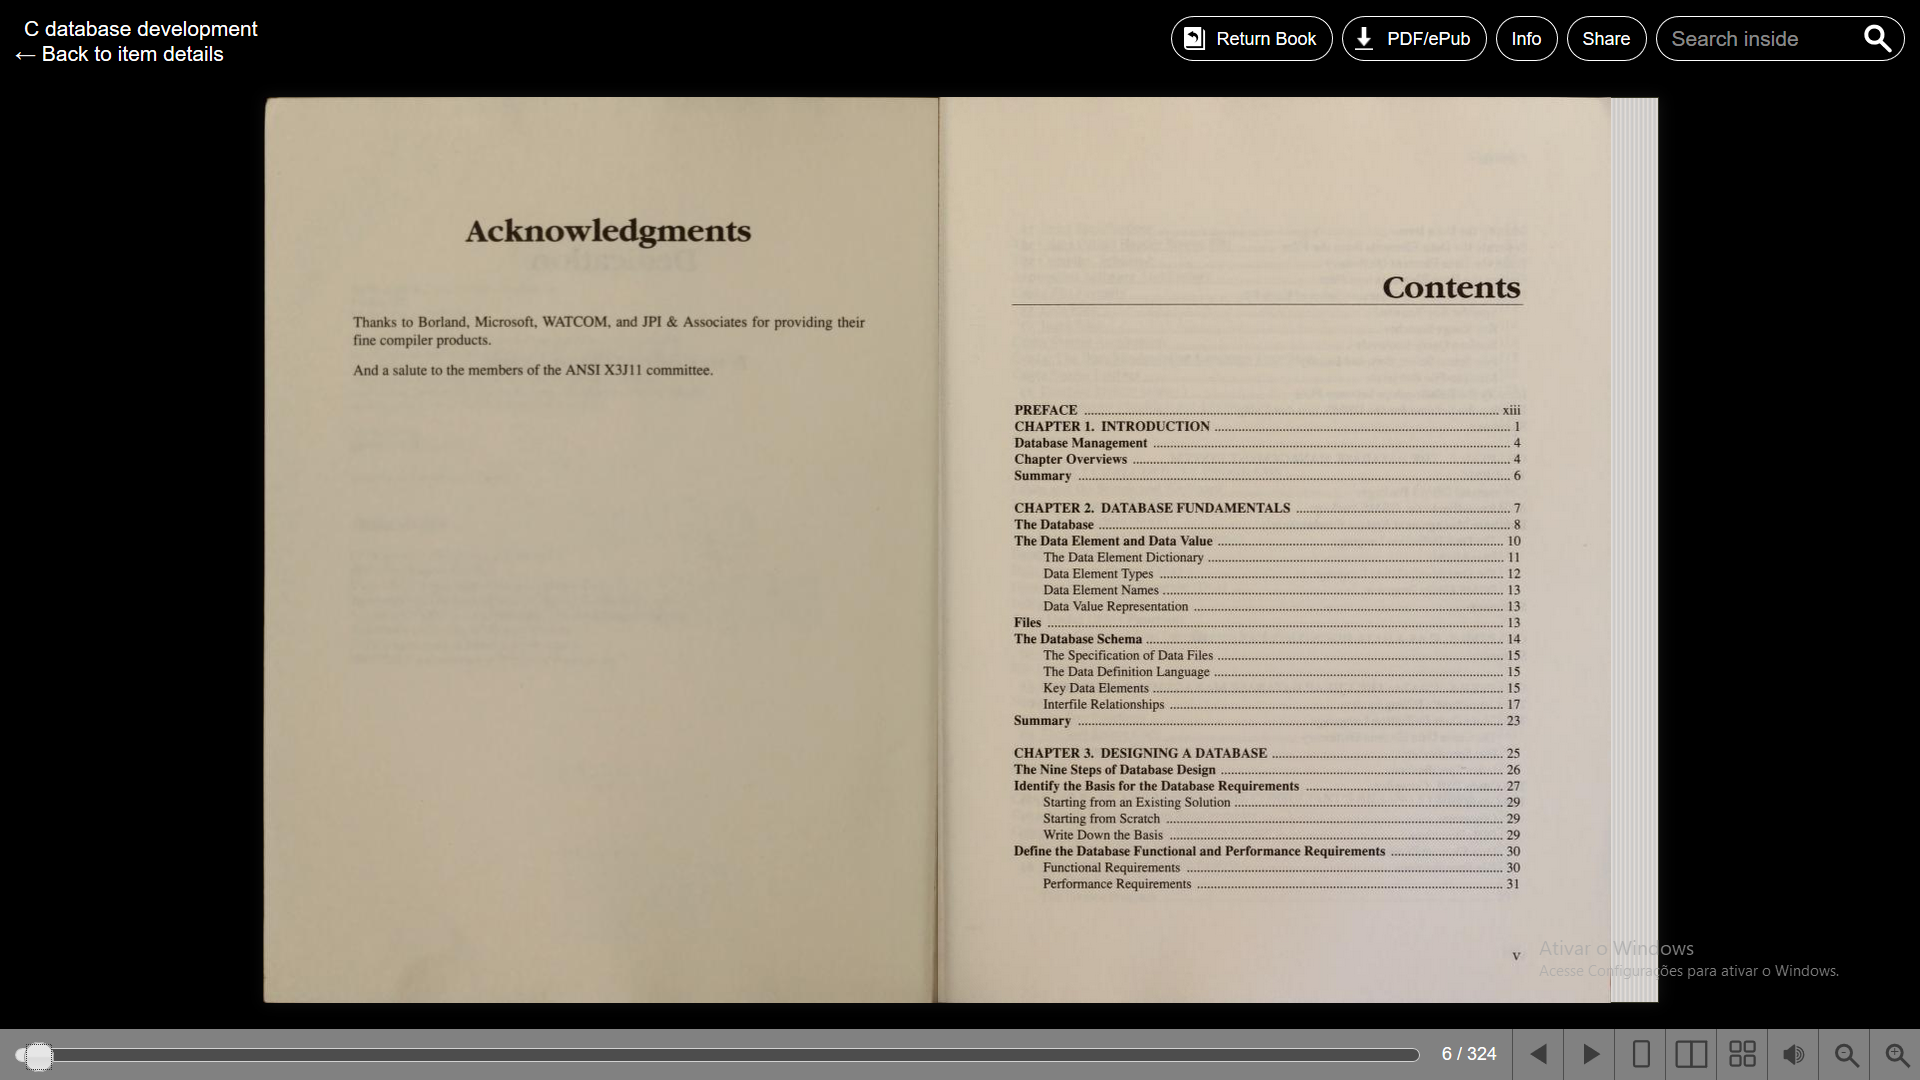 C database development
← Back to item details
Return Book
PDF/ePub
Info
Share
Search inside
Acknowledgments
Thanks to Borland, Microsoft, WATCOM, and JPI & Associates for providing their
fine compiler products.
And a salute to the members of the ANSI X3J11 committee.
Contents
PREFACE ........ xiii
CHAPTER 1. INTRODUCTION ........ 1
Database Management ........ 4
Chapter Overviews ........ 4
Summary ........ 6
CHAPTER 2. DATABASE FUNDAMENTALS ........ 7
The Database ........ 8
The Data Element and Data Value ........ 10
The Data Element Dictionary ........ 11
Data Element Types ........ 12
Data Element Names ........ 13
Data Value Representation ........ 13
Files ........ 13
The Database Schema ........ 14
The Specification of Data Files ........ 15
The Data Definition Language ........ 15
Key Data Elements ........ 15
Interfile Relationships ........ 17
Summary ........ 23
CHAPTER 3. DESIGNING A DATABASE ........ 25
The Nine Steps of Database Design ........ 26
Identify the Basis for the Database Requirements ........ 27
Starting from an Existing Solution ........ 29
Starting from Scratch ........ 29
Write Down the Basis ........ 29
Define the Database Functional and Performance Requirements ........ 30
Functional Requirements ........ 30
Performance Requirements ........ 31
v
Ativar o Windows
Acesse Configurações para ativar o Windows.
6 / 324